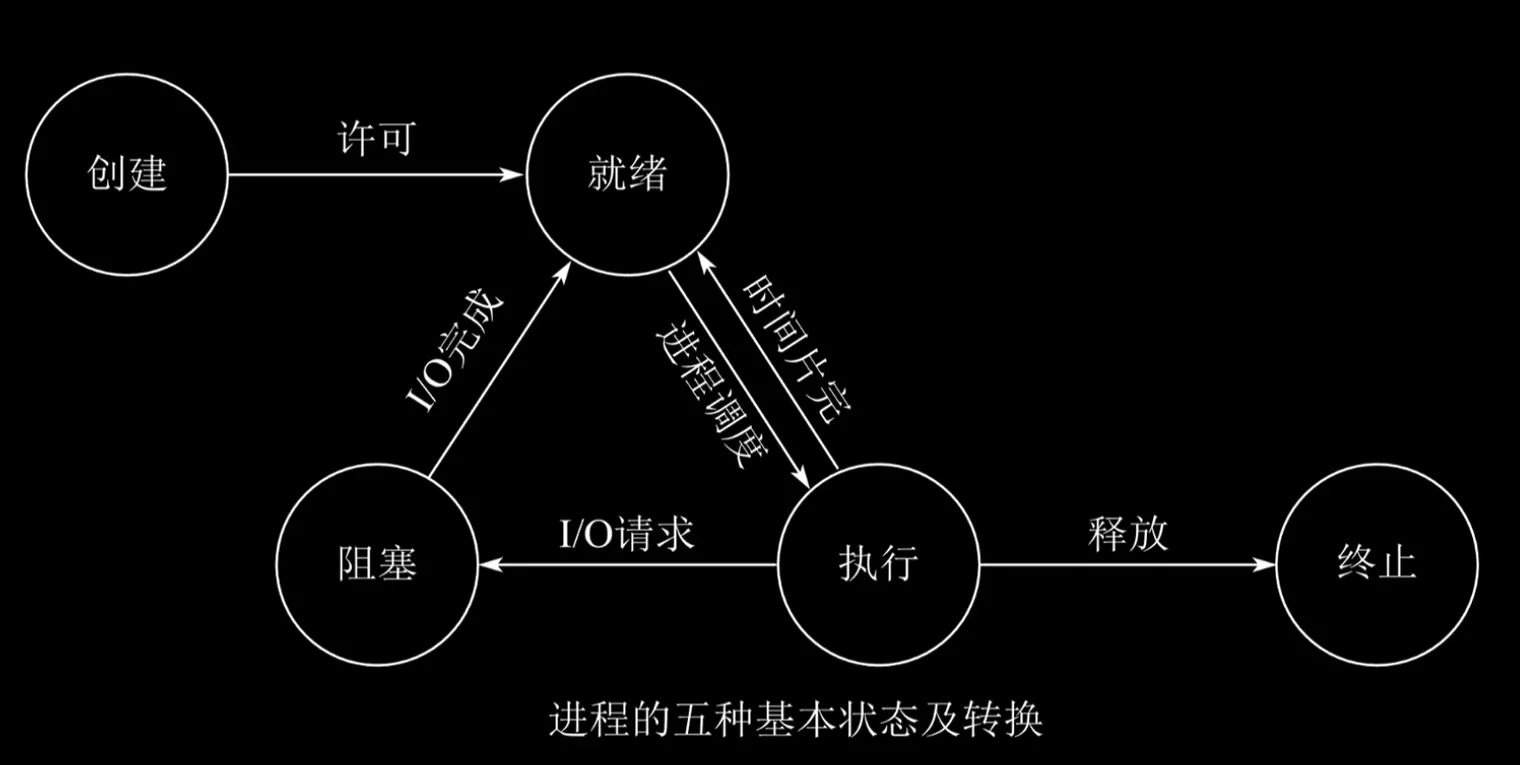 许可
创建
就绪
I/O完成
进程调度
时间片完
I/O请求
释放
阻塞
执行
终止
进程的五种基本状态及转换